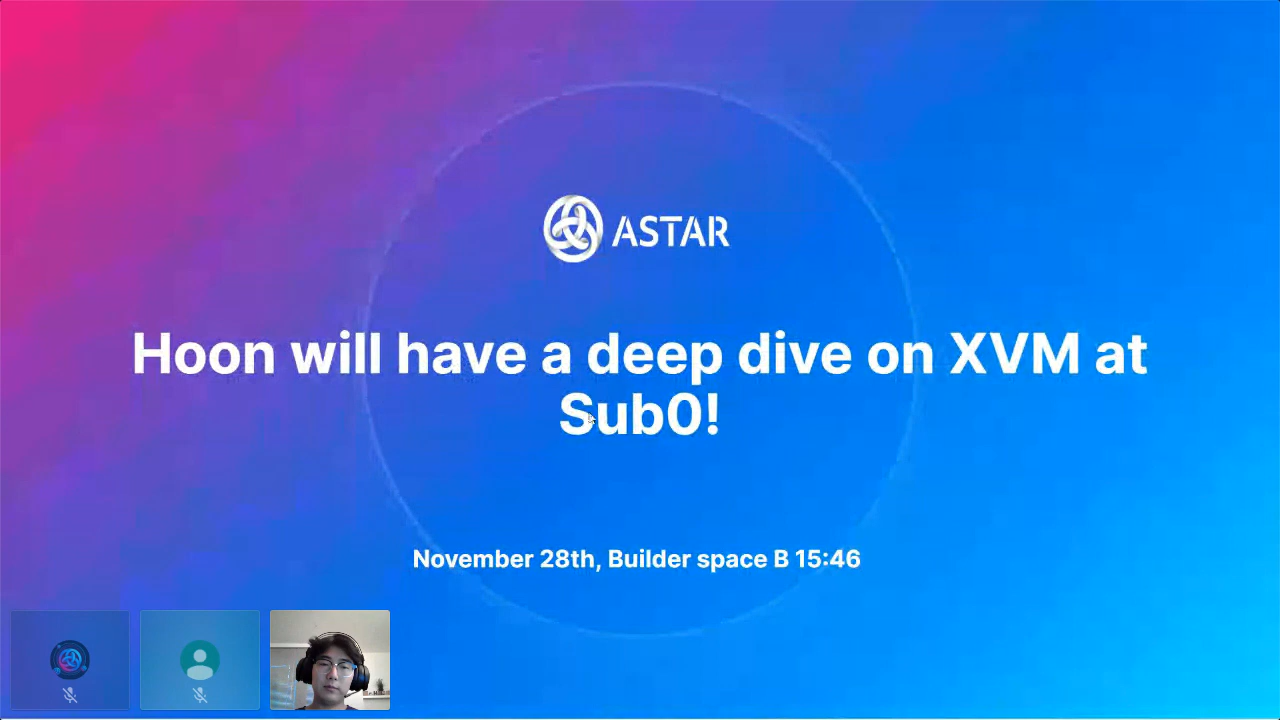 ASTAR
Hoon will have a deep dive on XVM at
Sub0!
November 28th, Builder space B 15:46